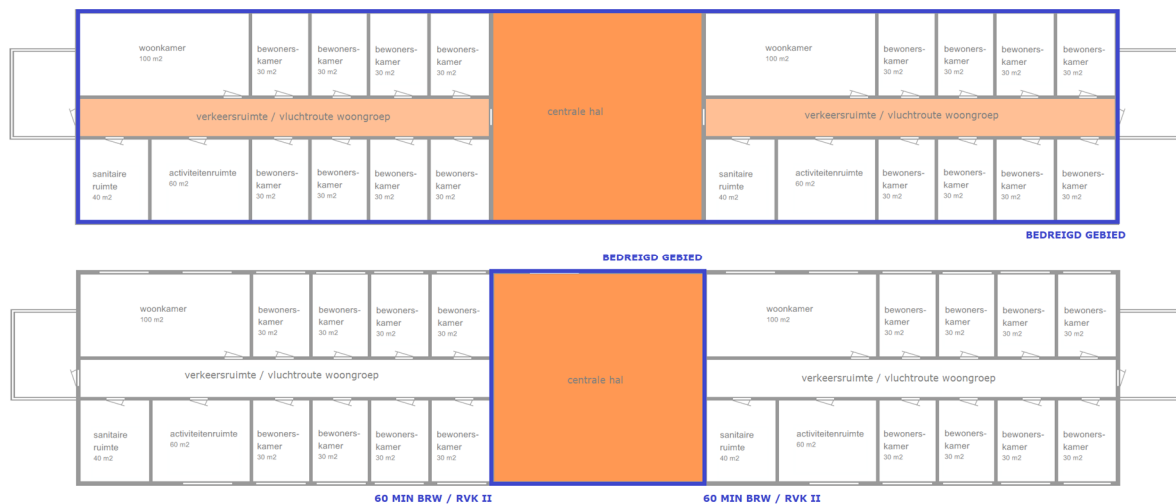 woonkamer
100 m2
bewoners-
kamer
30 m2
bewoners-
kamer
30 m2
bewoners-
kamer
30 m2
bewoners-
kamer
30 m2
woonkamer
100 m2
bewoners-
kamer
30 m2
bewoners-
kamer
30 m2
bewoners-
kamer
30 m2
bewoners-
kamer
30 m2
verkeersruimte / vluchtroute woongroep
centrale hal
verkeersruimte / vluchtroute woongroep
sanitaire
ruimte
40 m2
activiteitenruimte
60 m2
bewoners-
kamer
30 m2
bewoners-
kamer
30 m2
bewoners-
kamer
30 m2
bewoners-
kamer
30 m2
sanitaire
ruimte
40 m2
activiteitenruimte
60 m2
bewoners-
kamer
30 m2
bewoners-
kamer
30 m2
bewoners-
kamer
30 m2
bewoners-
kamer
30 m2
BEDREIGD GEBIED
BEDREIGD GEBIED
woonkamer
100 m2
bewoners-
kamer
30 m2
bewoners-
kamer
30 m2
bewoners-
kamer
30 m2
bewoners-
kamer
30 m2
woonkamer
100 m2
bewoners-
kamer
30 m2
bewoners-
kamer
30 m2
bewoners-
kamer
30 m2
bewoners-
kamer
30 m2
verkeersruimte / vluchtroute woongroep
centrale hal
verkeersruimte / vluchtroute woongroep
sanitaire
ruimte
40 m2
activiteitenruimte
60 m2
bewoners-
kamer
30 m2
bewoners-
kamer
30 m2
bewoners-
kamer
30 m2
bewoners-
kamer
30 m2
sanitaire
ruimte
40 m2
activiteitenruimte
60 m2
bewoners-
kamer
30 m2
bewoners-
kamer
30 m2
bewoners-
kamer
30 m2
bewoners-
kamer
30 m2
60 MIN BRW / RVK II
60 MIN BRW / RVK II